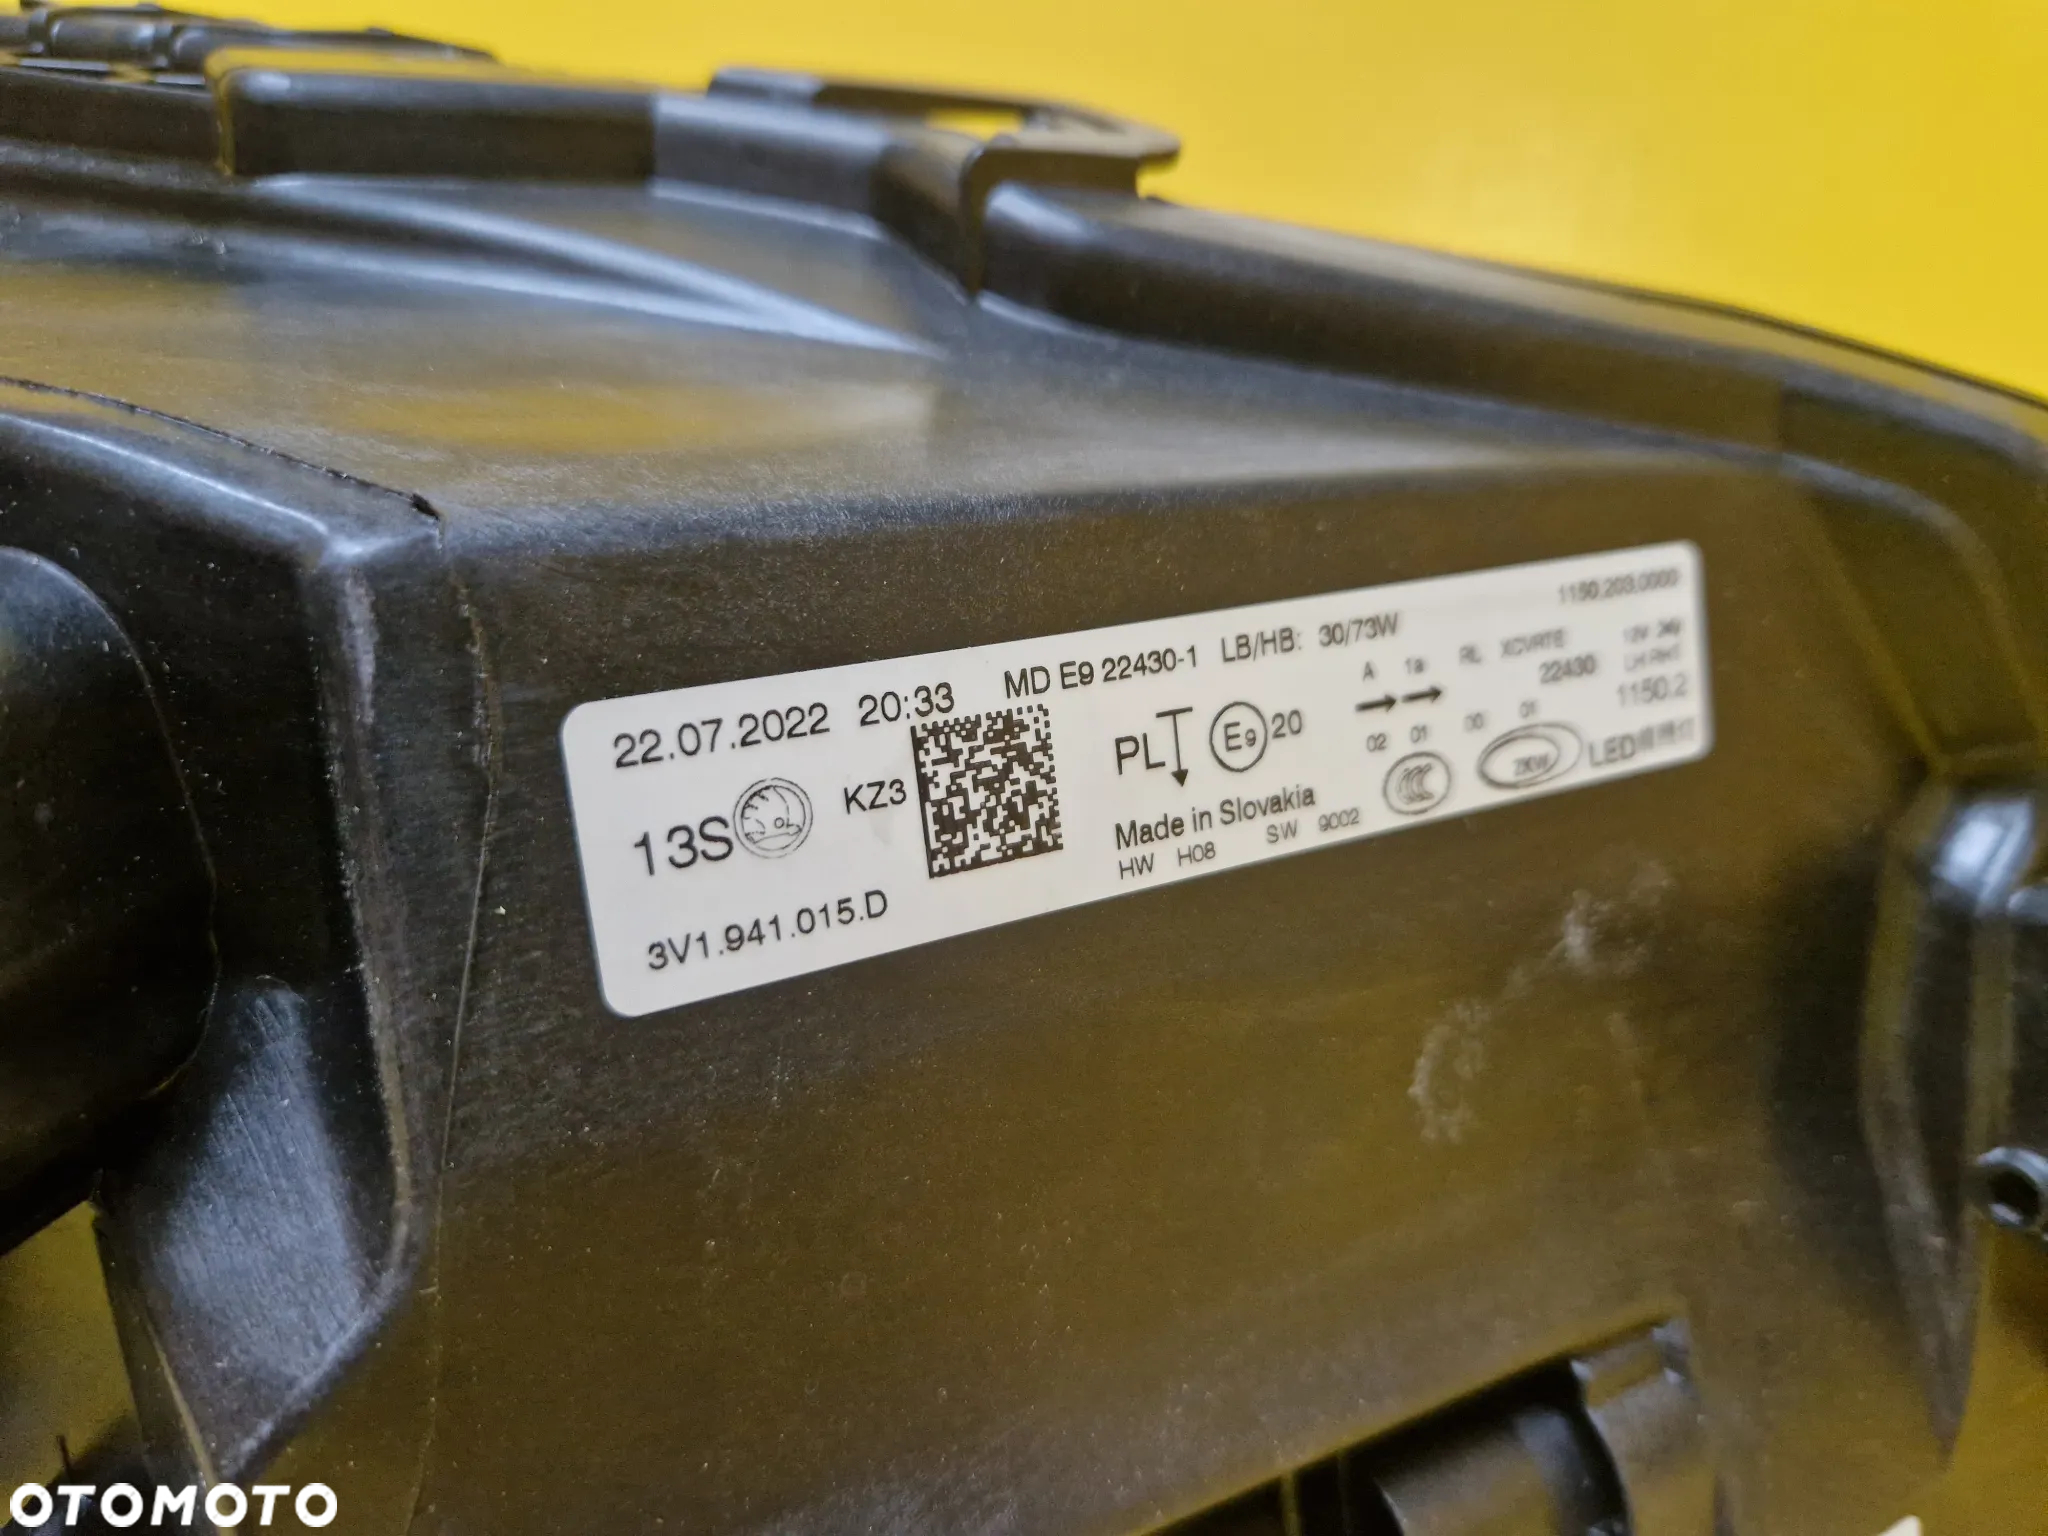 1150.203.0000
MD E9 22430-1 LB/HB: 30/73W
22.07.2022 20:33
A 1a RL XCVRTE
22430
PL E9 20
02 01 00 01
1150.2
13S KZ3
LED
Made in Slovakia
HW H08 SW 9002
3V1.941.015.D
OTOMOTO